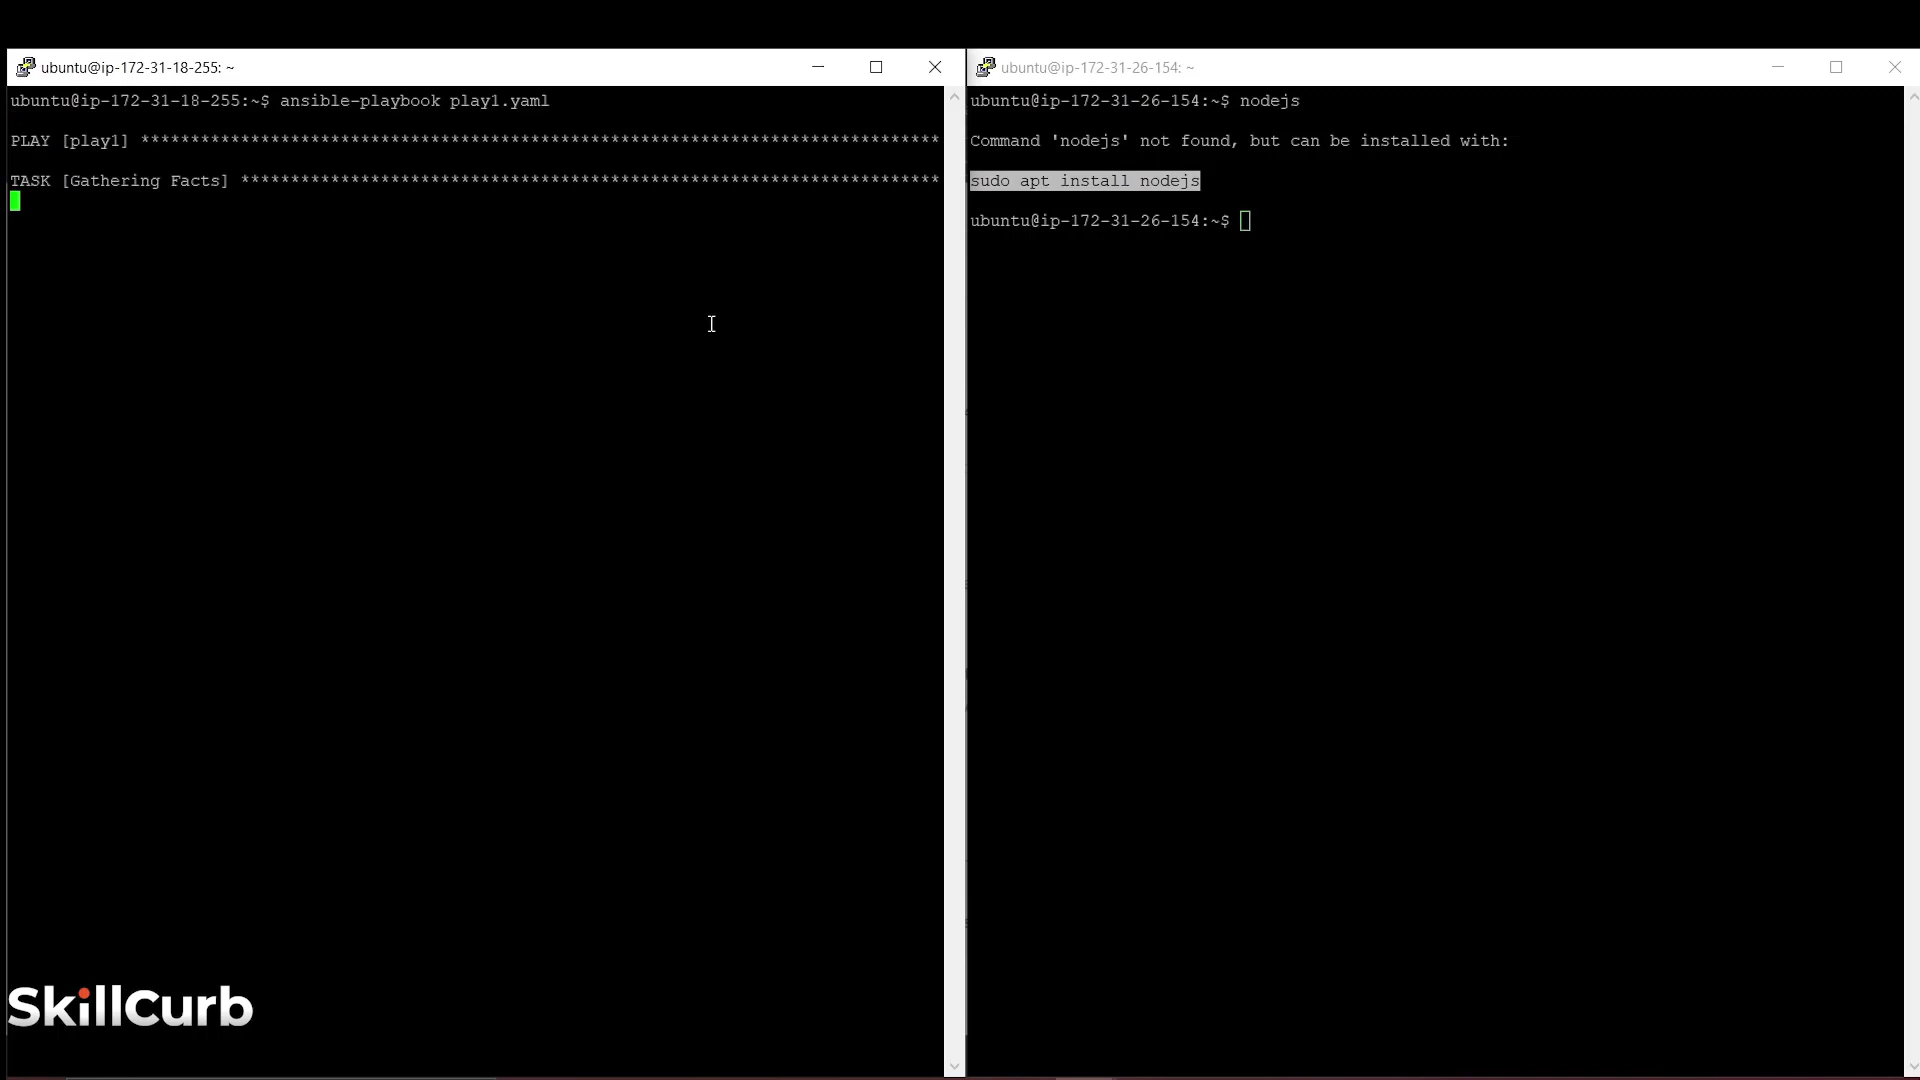 ubuntu@ip-172-31-18-255: ~
ubuntu@ip-172-31-18-255:~$ ansible-playbook play1.yaml
PLAY [play1] ********************************************************************************
TASK [Gathering Facts] **********************************************************************
SkillCurb
ubuntu@ip-172-31-26-154: ~
ubuntu@ip-172-31-26-154:~$ nodejs
Command 'nodejs' not found, but can be installed with:
sudo apt install nodejs
ubuntu@ip-172-31-26-154:~$